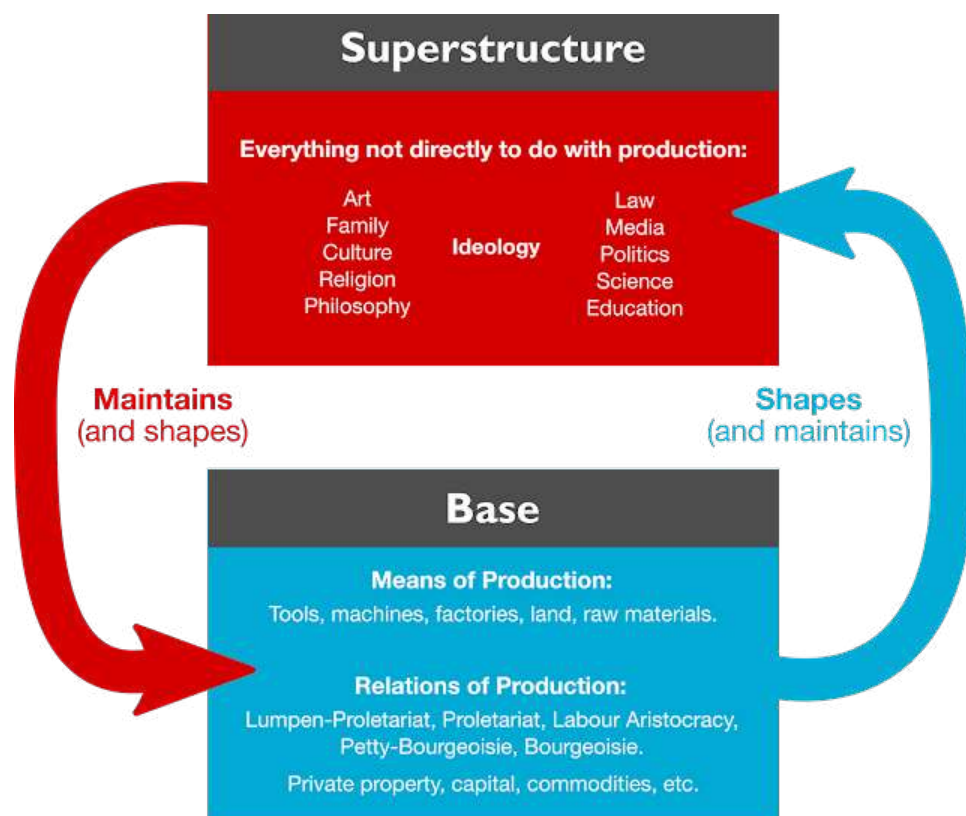 Superstructure
Everything not directly to do with production:
Art
Family
Culture
Religion
Philosophy
Ideology
Law
Media
Politics
Science
Education
Maintains
(and shapes)
Shapes
(and maintains)
Base
Means of Production:
Tools, machines, factories, land, raw materials.
Relations of Production:
Lumpen-Proletariat, Proletariat, Labour Aristocracy,
Petty-Bourgeoisie, Bourgeoisie.
Private property, capital, commodities, etc.